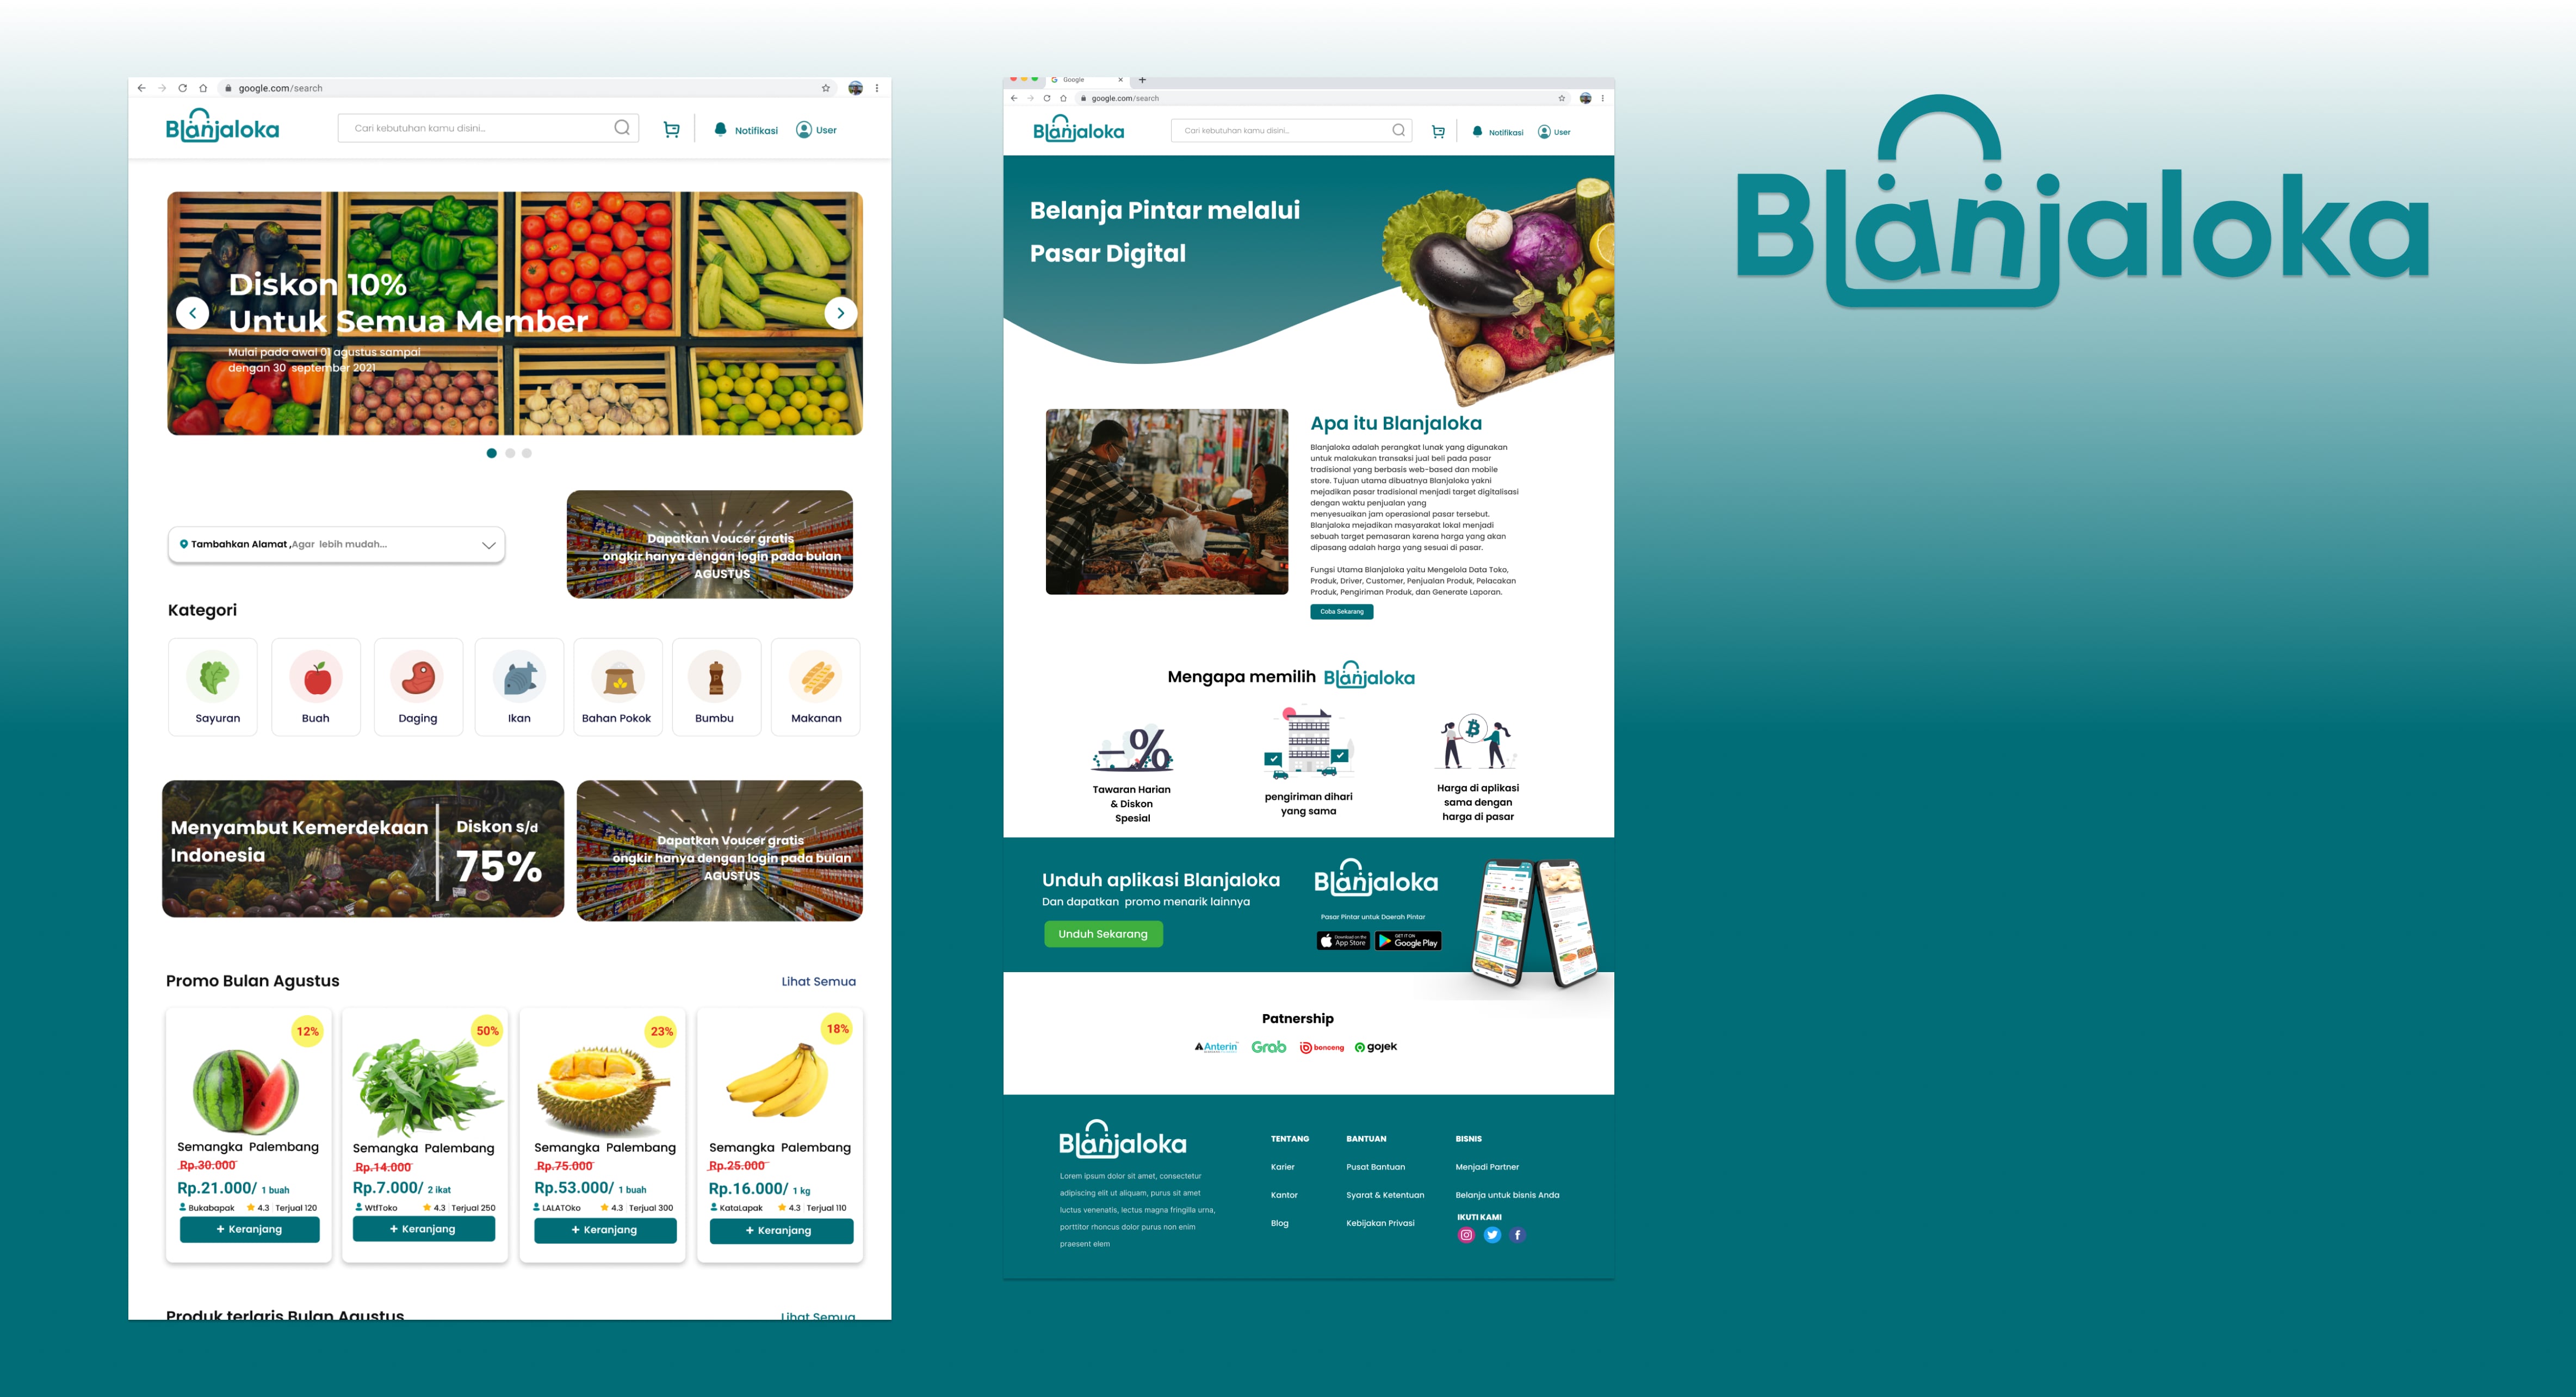 google.com/search
Blanjaloka
Cari kebutuhan kamu disini...
Notifikasi
User
Diskon 10%
Untuk Semua Member
Mulai pada awal 01 agustus sampai
dengan 30 september 2021
Tambahkan Alamat ,Agar lebih mudah...
Dapatkan Voucer gratis
ongkir hanya dengan login pada bulan
AGUSTUS
Kategori
Sayuran
Buah
Daging
Ikan
Bahan Pokok
Bumbu
Makanan
Menyambut Kemerdekaan
Indonesia
Diskon s/d
75%
Dapatkan Voucer gratis
ongkir hanya dengan login pada bulan
AGUSTUS
Promo Bulan Agustus
Lihat Semua
12%
Semangka Palembang
Rp.30.000
Rp.21.000/ 1 buah
Bukabapak 4.3 Terjual 120
+ Keranjang
50%
Semangka Palembang
Rp.14.000
Rp.7.000/ 2 ikat
WtfToko 4.3 Terjual 250
+ Keranjang
23%
Semangka Palembang
Rp.75.000
Rp.53.000/ 1 buah
LALATOko 4.3 Terjual 300
+ Keranjang
18%
Semangka Palembang
Rp.25.000
Rp.16.000/ 1 kg
KataLapak 4.3 Terjual 110
+ Keranjang
Produk terlaris Bulan Agustus
Lihat Semua
Google
google.com/search
Blanjaloka
Cari kebutuhan kamu disini...
Notifikasi
User
Belanja Pintar melalui
Pasar Digital
Apa itu Blanjaloka
Blanjaloka adalah perangkat lunak yang digunakan
untuk malakukan transaksi jual beli pada pasar
tradisional yang berbasis web-based dan mobile
store. Tujuan utama dibuatnya Blanjaloka yakni
mejadikan pasar tradisional menjadi target digitalisasi
dengan waktu penjualan yang
menyesuaikan jam operasional pasar tersebut.
Blanjaloka mejadikan masyarakat lokal menjadi
sebuah target pemasaran karena harga yang akan
dipasang adalah harga yang sesuai di pasar.
Fungsi Utama Blanjaloka yaitu Mengelola Data Toko,
Produk, Driver, Customer, Penjualan Produk, Pelacakan
Produk, Pengiriman Produk, dan Generate Laporan.
Coba Sekarang
Mengapa memilih Blanjaloka
Tawaran Harian
& Diskon
Spesial
pengiriman dihari
yang sama
Harga di aplikasi
sama dengan
harga di pasar
Unduh aplikasi Blanjaloka
Dan dapatkan promo menarik lainnya
Unduh Sekarang
Blanjaloka
Pasar Pintar untuk Daerah Pintar
Download on the
App Store
GET IT ON
Google Play
Patnership
Anterin
Grab
bonceng
gojek
Blanjaloka
Lorem ipsum dolor sit amet, consectetur
adipiscing elit ut aliquam, purus sit amet
luctus venenatis, lectus magna fringilla urna,
porttitor rhoncus dolor purus non enim
praesent elem
TENTANG
Karier
Kantor
Blog
BANTUAN
Pusat Bantuan
Syarat & Ketentuan
Kebijakan Privasi
BISNIS
Menjadi Partner
Belanja untuk bisnis Anda
IKUTI KAMI
Blanjaloka